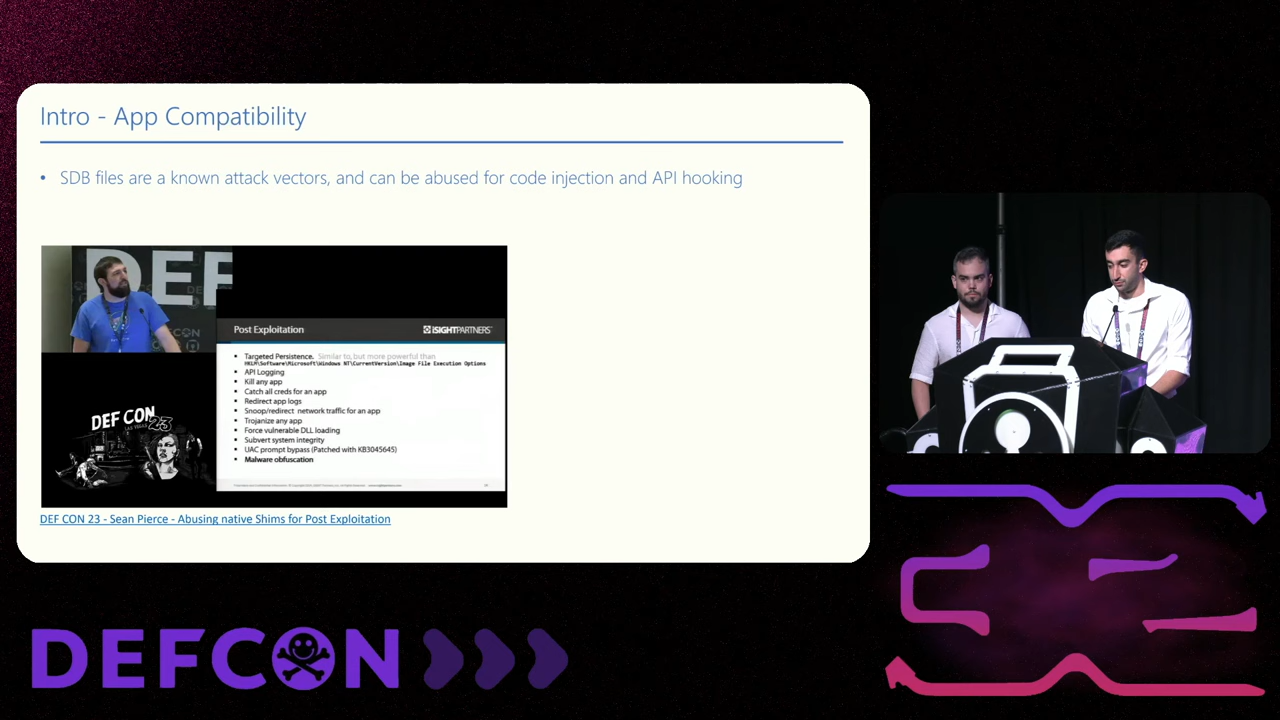 Intro - App Compatibility
• SDB files are a known attack vectors, and can be abused for code injection and API hooking
DEF
DEFCON
DEF CON
23
LAS VEGAS
Post Exploitation
iSIGHTPARTNERS
• Targeted Persistence. Similar to, but more powerful than
HKLM\Software\Microsoft\Windows NT\CurrentVersion\Image File Execution Options
• API Logging
• Kill any app
• Catch all creds for an app
• Redirect app logs
• Snoop/redirect network traffic for an app
• Trojanize any app
• Force vulnerable DLL loading
• Subvert system integrity
• UAC prompt bypass (Patched with KB3045645)
• Malware obfuscation
DEF CON 23 - Sean Pierce - Abusing native Shims for Post Exploitation
DEFCON